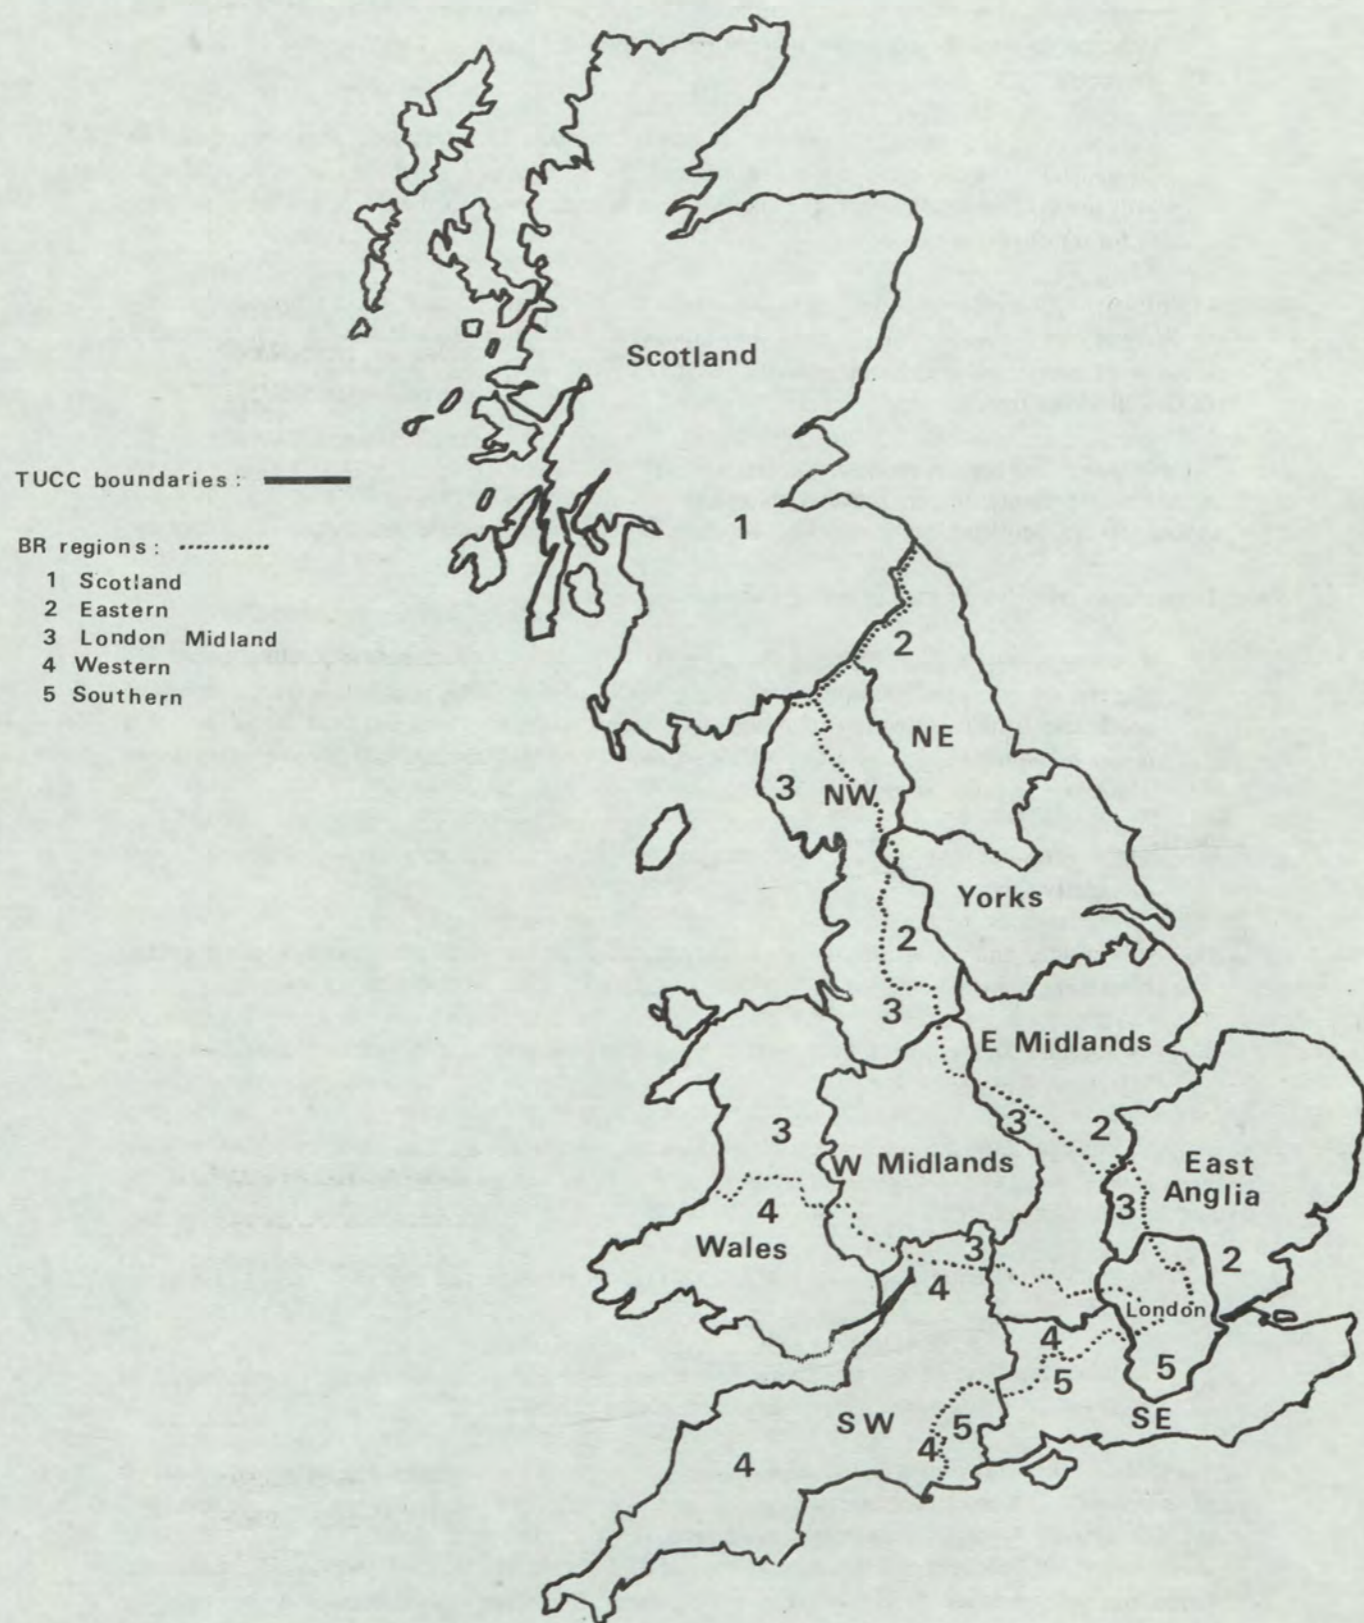 Scotland
TUCC boundaries :
1
BR regions :
1 Scotland
2 Eastern
3 London Midland
4 Western
5 Southern
2
NE
3
NW
Yorks
2
3
E Midlands
3
2
3
W Midlands
East
Anglia
3
4
Wales
3
2
4
London
4
5
5
SE
SW
5
4
4